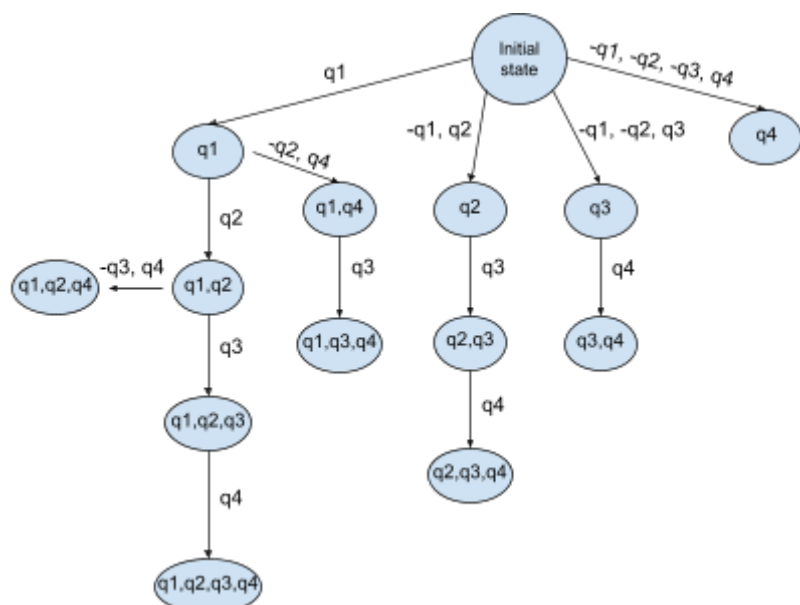 Initial
state
q1
-q1, q2
-q1, -q2, q3
-q1, -q2, -q3, q4
q1
-q2, q4
q4
q2
q1,q4
q2
q3
q3
q3
q4
-q3, q4
q1,q2,q4
q1,q2
q3
q1,q3,q4
q2,q3
q3,q4
q4
q1,q2,q3
q2,q3,q4
q4
q1,q2,q3,q4